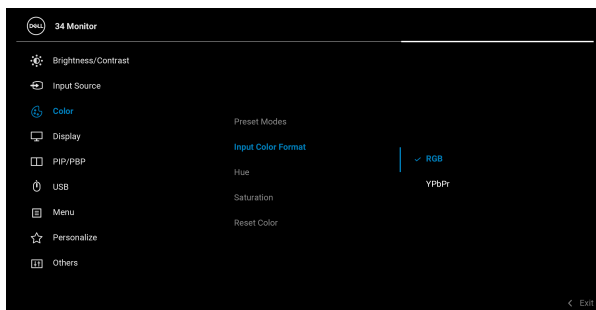 DELL
34 Monitor
Brightness/Contrast
Input Source
Color
Display
PIP/PBP
USB
Menu
Personalize
Others
Preset Modes
Input Color Format
Hue
Saturation
Reset Color
RGB
YPbPr
Exit